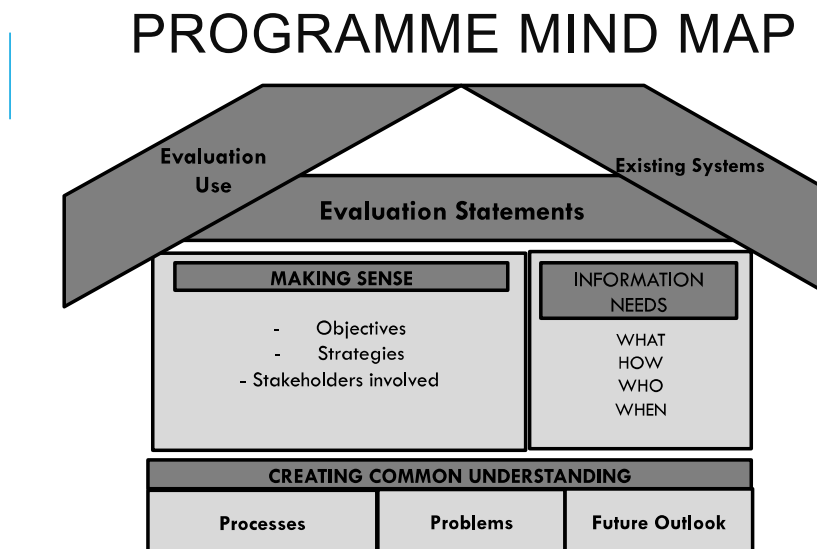 PROGRAMME MIND MAP
Evaluation
Use
Existing Systems
Evaluation Statements
MAKING SENSE
- Objectives
- Strategies
- Stakeholders involved
INFORMATION
NEEDS
WHAT
HOW
WHO
WHEN
CREATING COMMON UNDERSTANDING
Processes
Problems
Future Outlook